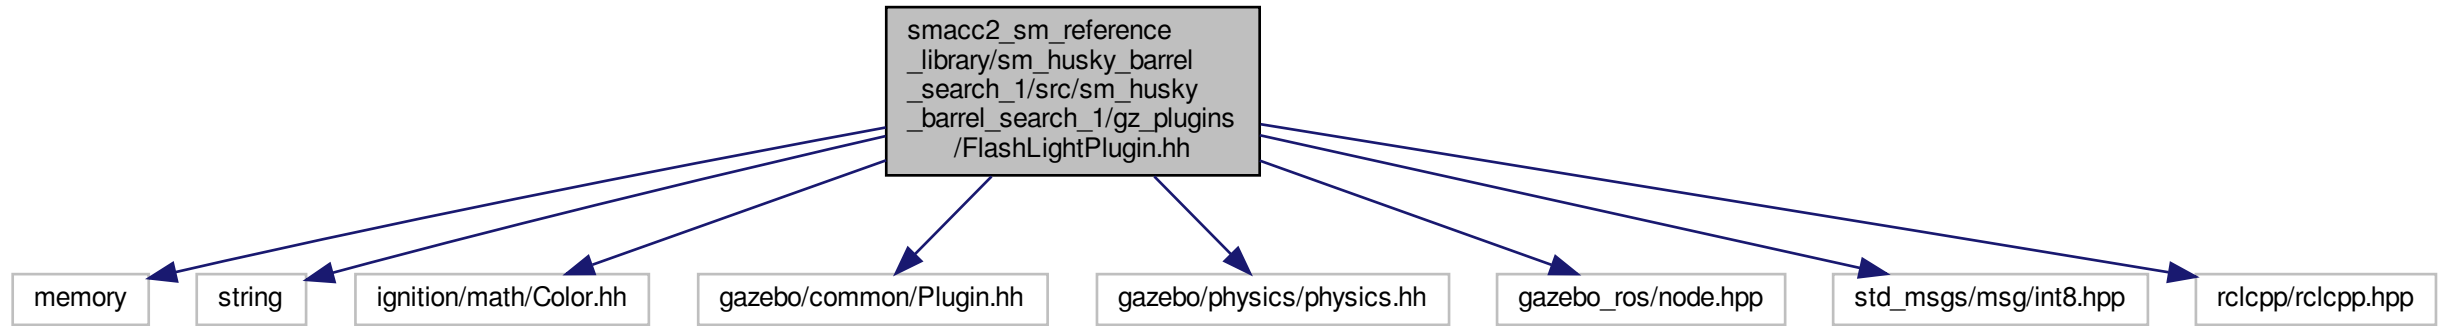 smacc2_sm_reference
_library/sm_husky_barrel
_search_1/src/sm_husky
_barrel_search_1/gz_plugins
/FlashLightPlugin.hh
memory
string
ignition/math/Color.hh
gazebo/common/Plugin.hh
gazebo/physics/physics.hh
gazebo_ros/node.hpp
std_msgs/msg/int8.hpp
rclcpp/rclcpp.hpp